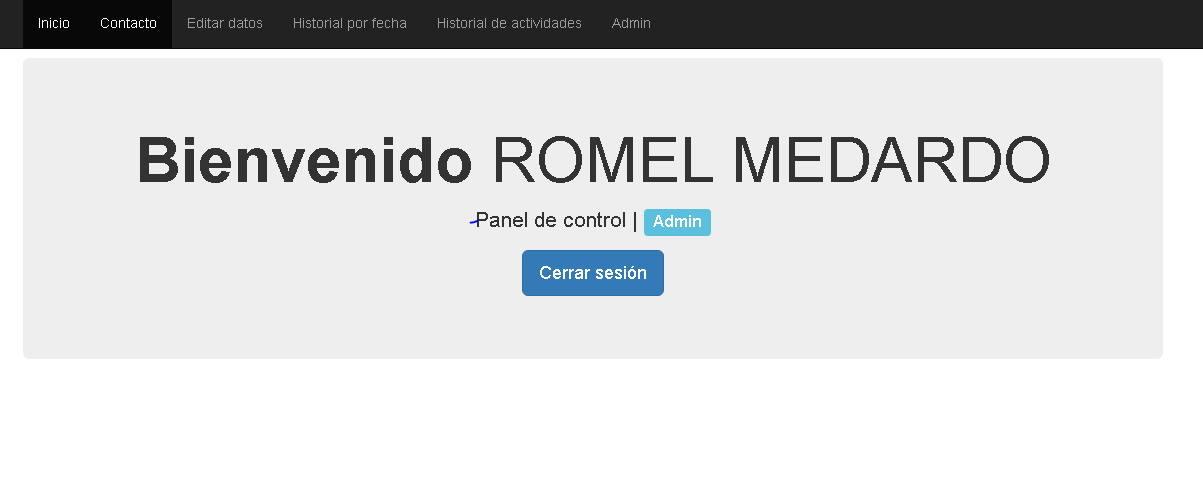 Inicio Contacto Editar datos Historial por fecha Historial de actividades Admin
Bienvenido ROMEL MEDARDO
Panel de control | Admin
Cerrar sesión